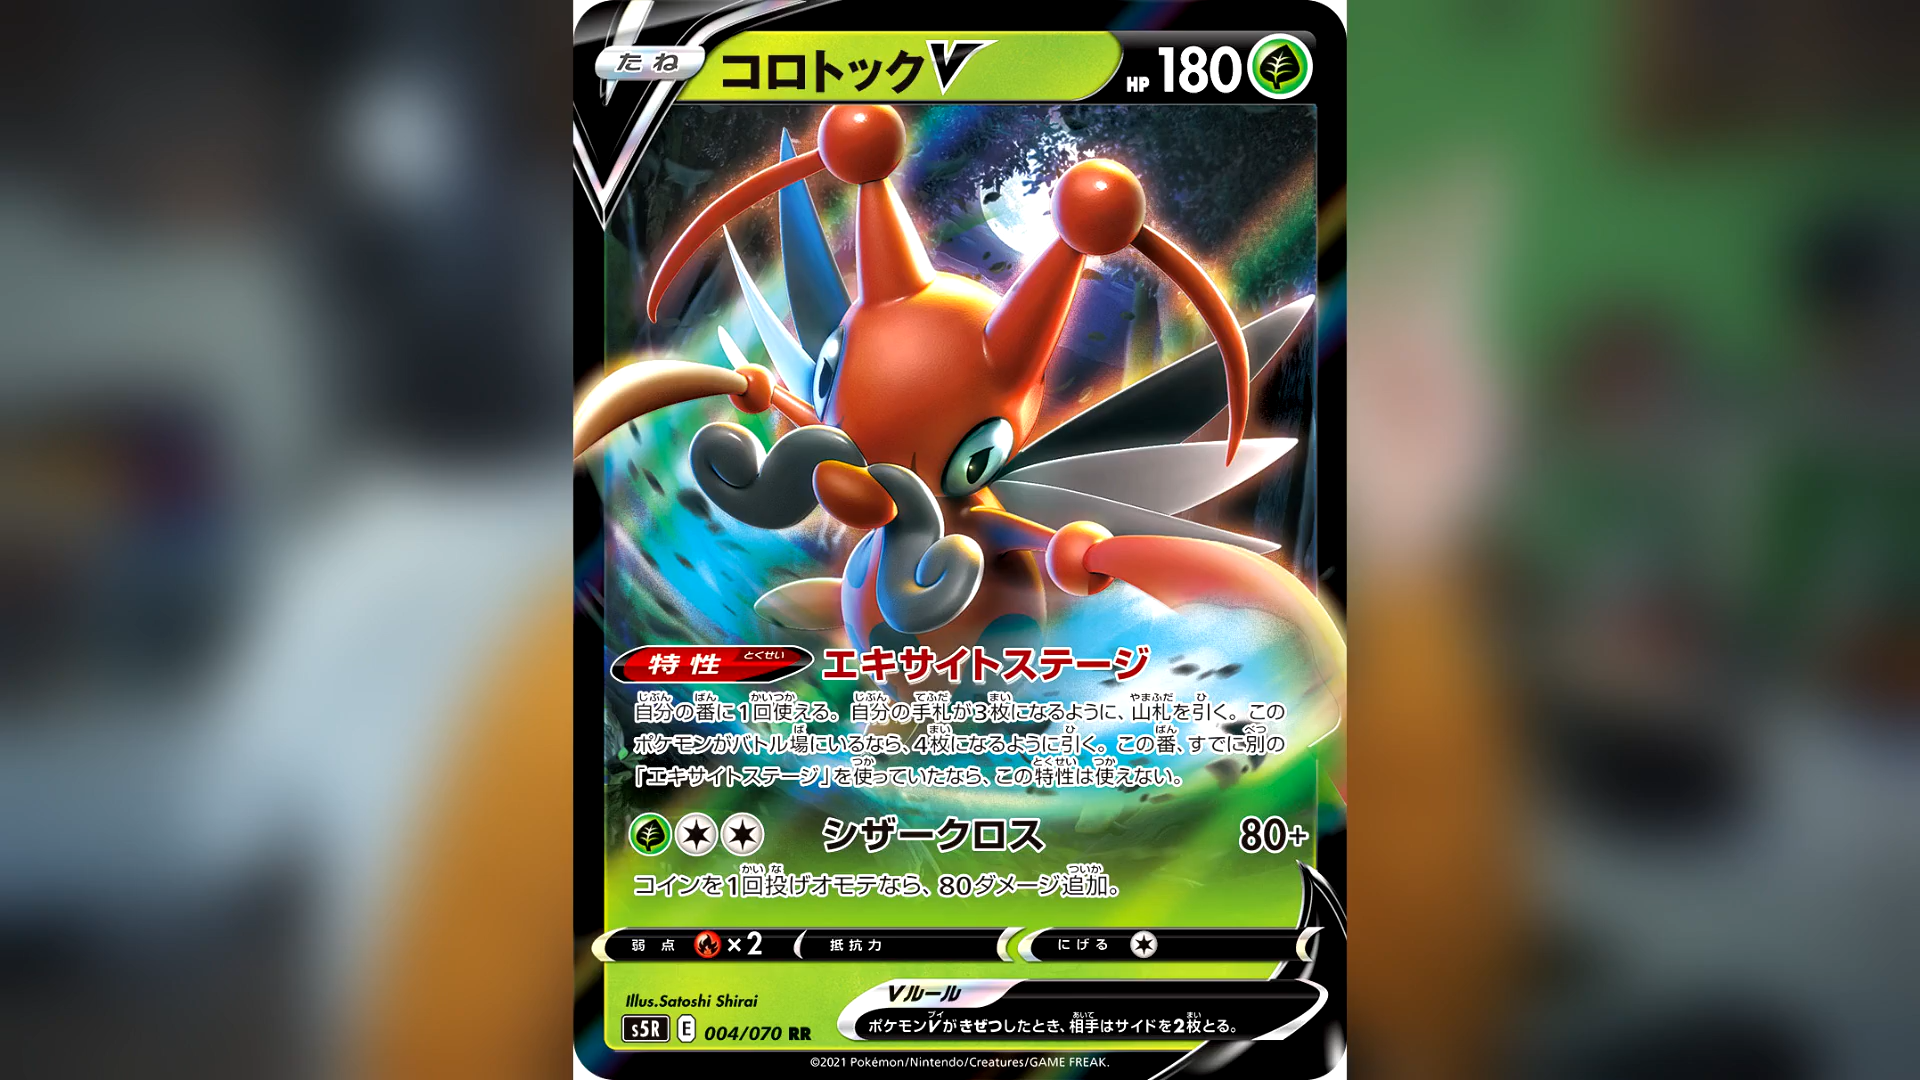 たね
コロトックV
HP 180
特性 とくせい エキサイトステージ
自分の番に1回使える。自分の手札が3枚になるように、山札を引く。この
ポケモンがバトル場にいるなら、4枚になるように引く。この番、すでに別の
「エキサイトステージ」を使っていたなら、この特性は使えない。
シザークロス 80+
コインを1回投げオモテなら、80ダメージ追加。
弱点 ×2 抵抗力 にげる
Illus.Satoshi Shirai
Vルール
ポケモンVがきぜつしたとき、相手はサイドを2枚とる。
s5R E 004/070 RR
©2021 Pokémon/Nintendo/Creatures/GAME FREAK.